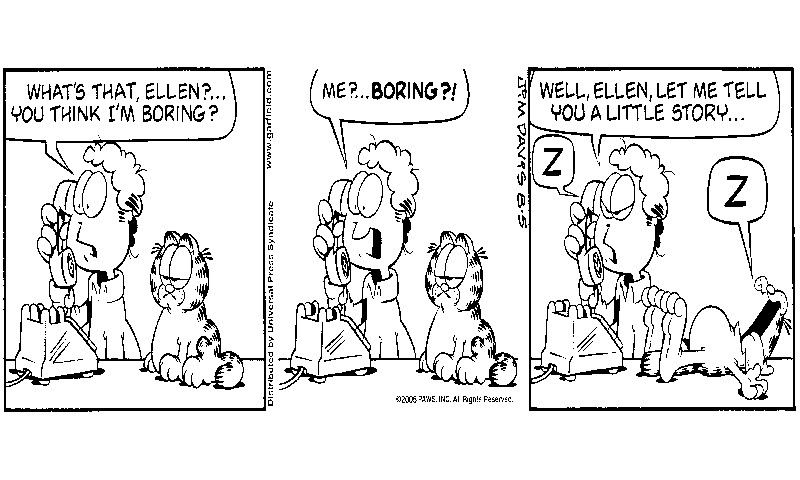 WHAT'S THAT, ELLEN?...
YOU THINK I'M BORING?
www.garfield.com
Distributed by Universal Press Syndicate
ME?...BORING?!
©2006 PAWS, INC. All Rights Reserved.
JIM DAVIS 8·5
WELL, ELLEN, LET ME TELL
YOU A LITTLE STORY...
Z
Z